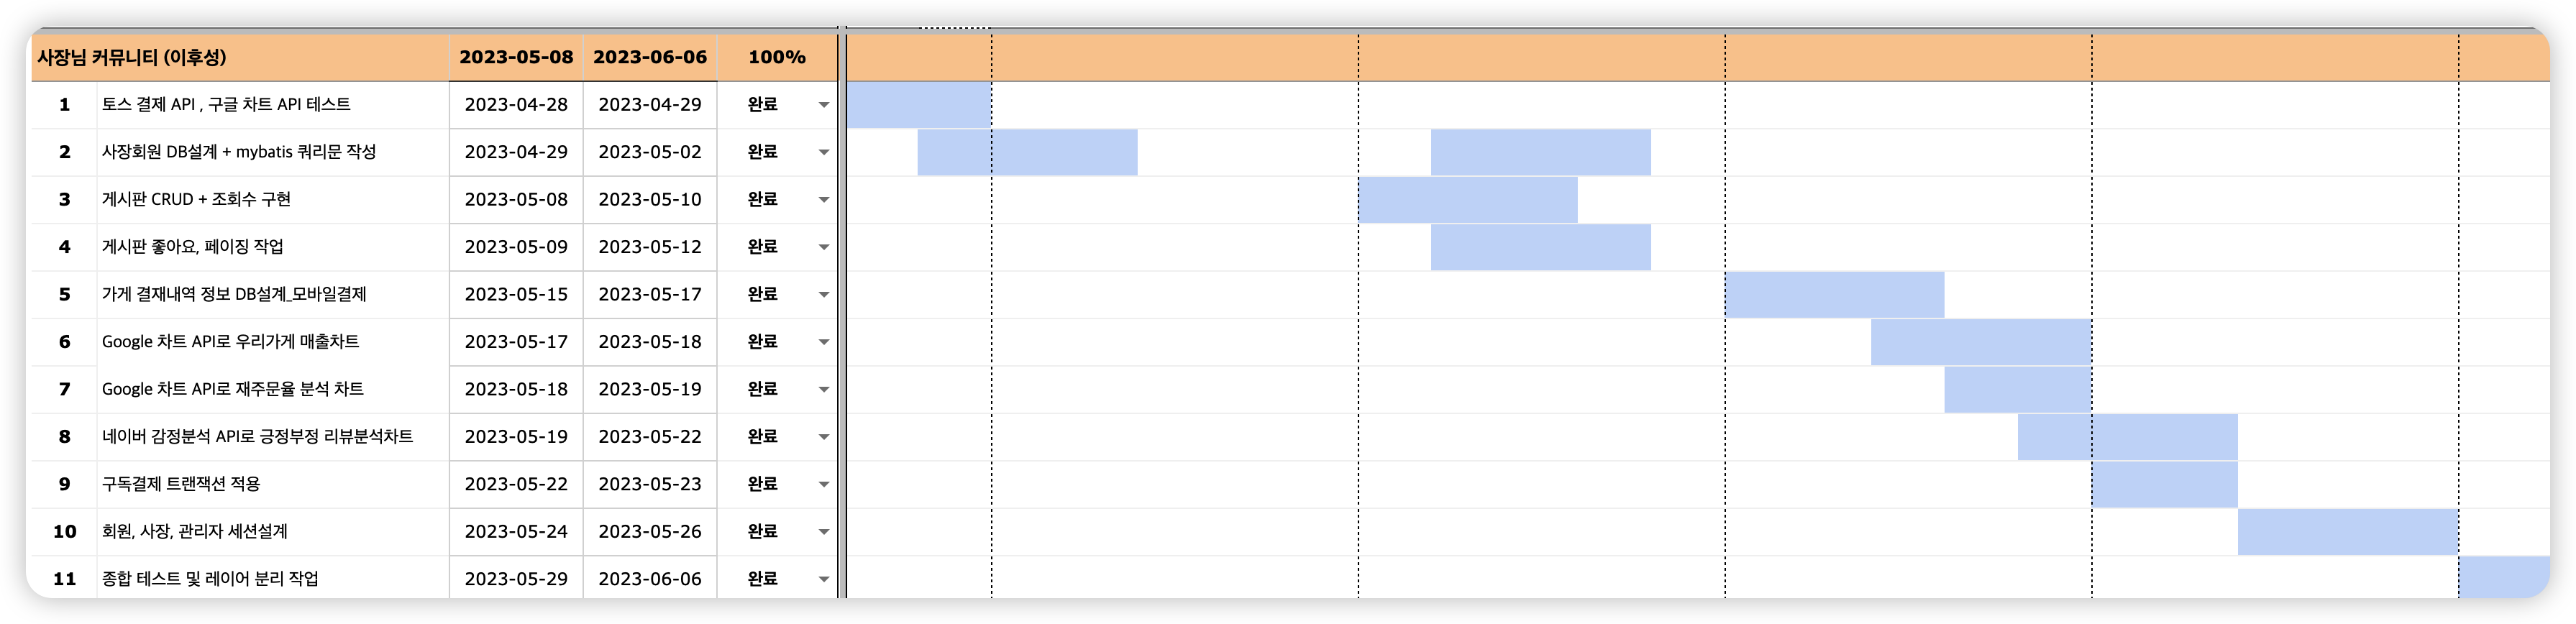 사장님 커뮤니티 (이후성) 2023-05-08 2023-06-06 100%
1 토스 결제 API , 구글 차트 API 테스트 2023-04-28 2023-04-29 완료
2 사장회원 DB설계 + mybatis 쿼리문 작성 2023-04-29 2023-05-02 완료
3 게시판 CRUD + 조회수 구현 2023-05-08 2023-05-10 완료
4 게시판 좋아요, 페이징 작업 2023-05-09 2023-05-12 완료
5 가게 결재내역 정보 DB설계_모바일결제 2023-05-15 2023-05-17 완료
6 Google 차트 API로 우리가게 매출차트 2023-05-17 2023-05-18 완료
7 Google 차트 API로 재주문율 분석 차트 2023-05-18 2023-05-19 완료
8 네이버 감정분석 API로 긍정부정 리뷰분석차트 2023-05-19 2023-05-22 완료
9 구독결제 트랜잭션 적용 2023-05-22 2023-05-23 완료
10 회원, 사장, 관리자 세션설계 2023-05-24 2023-05-26 완료
11 종합 테스트 및 레이어 분리 작업 2023-05-29 2023-06-06 완료